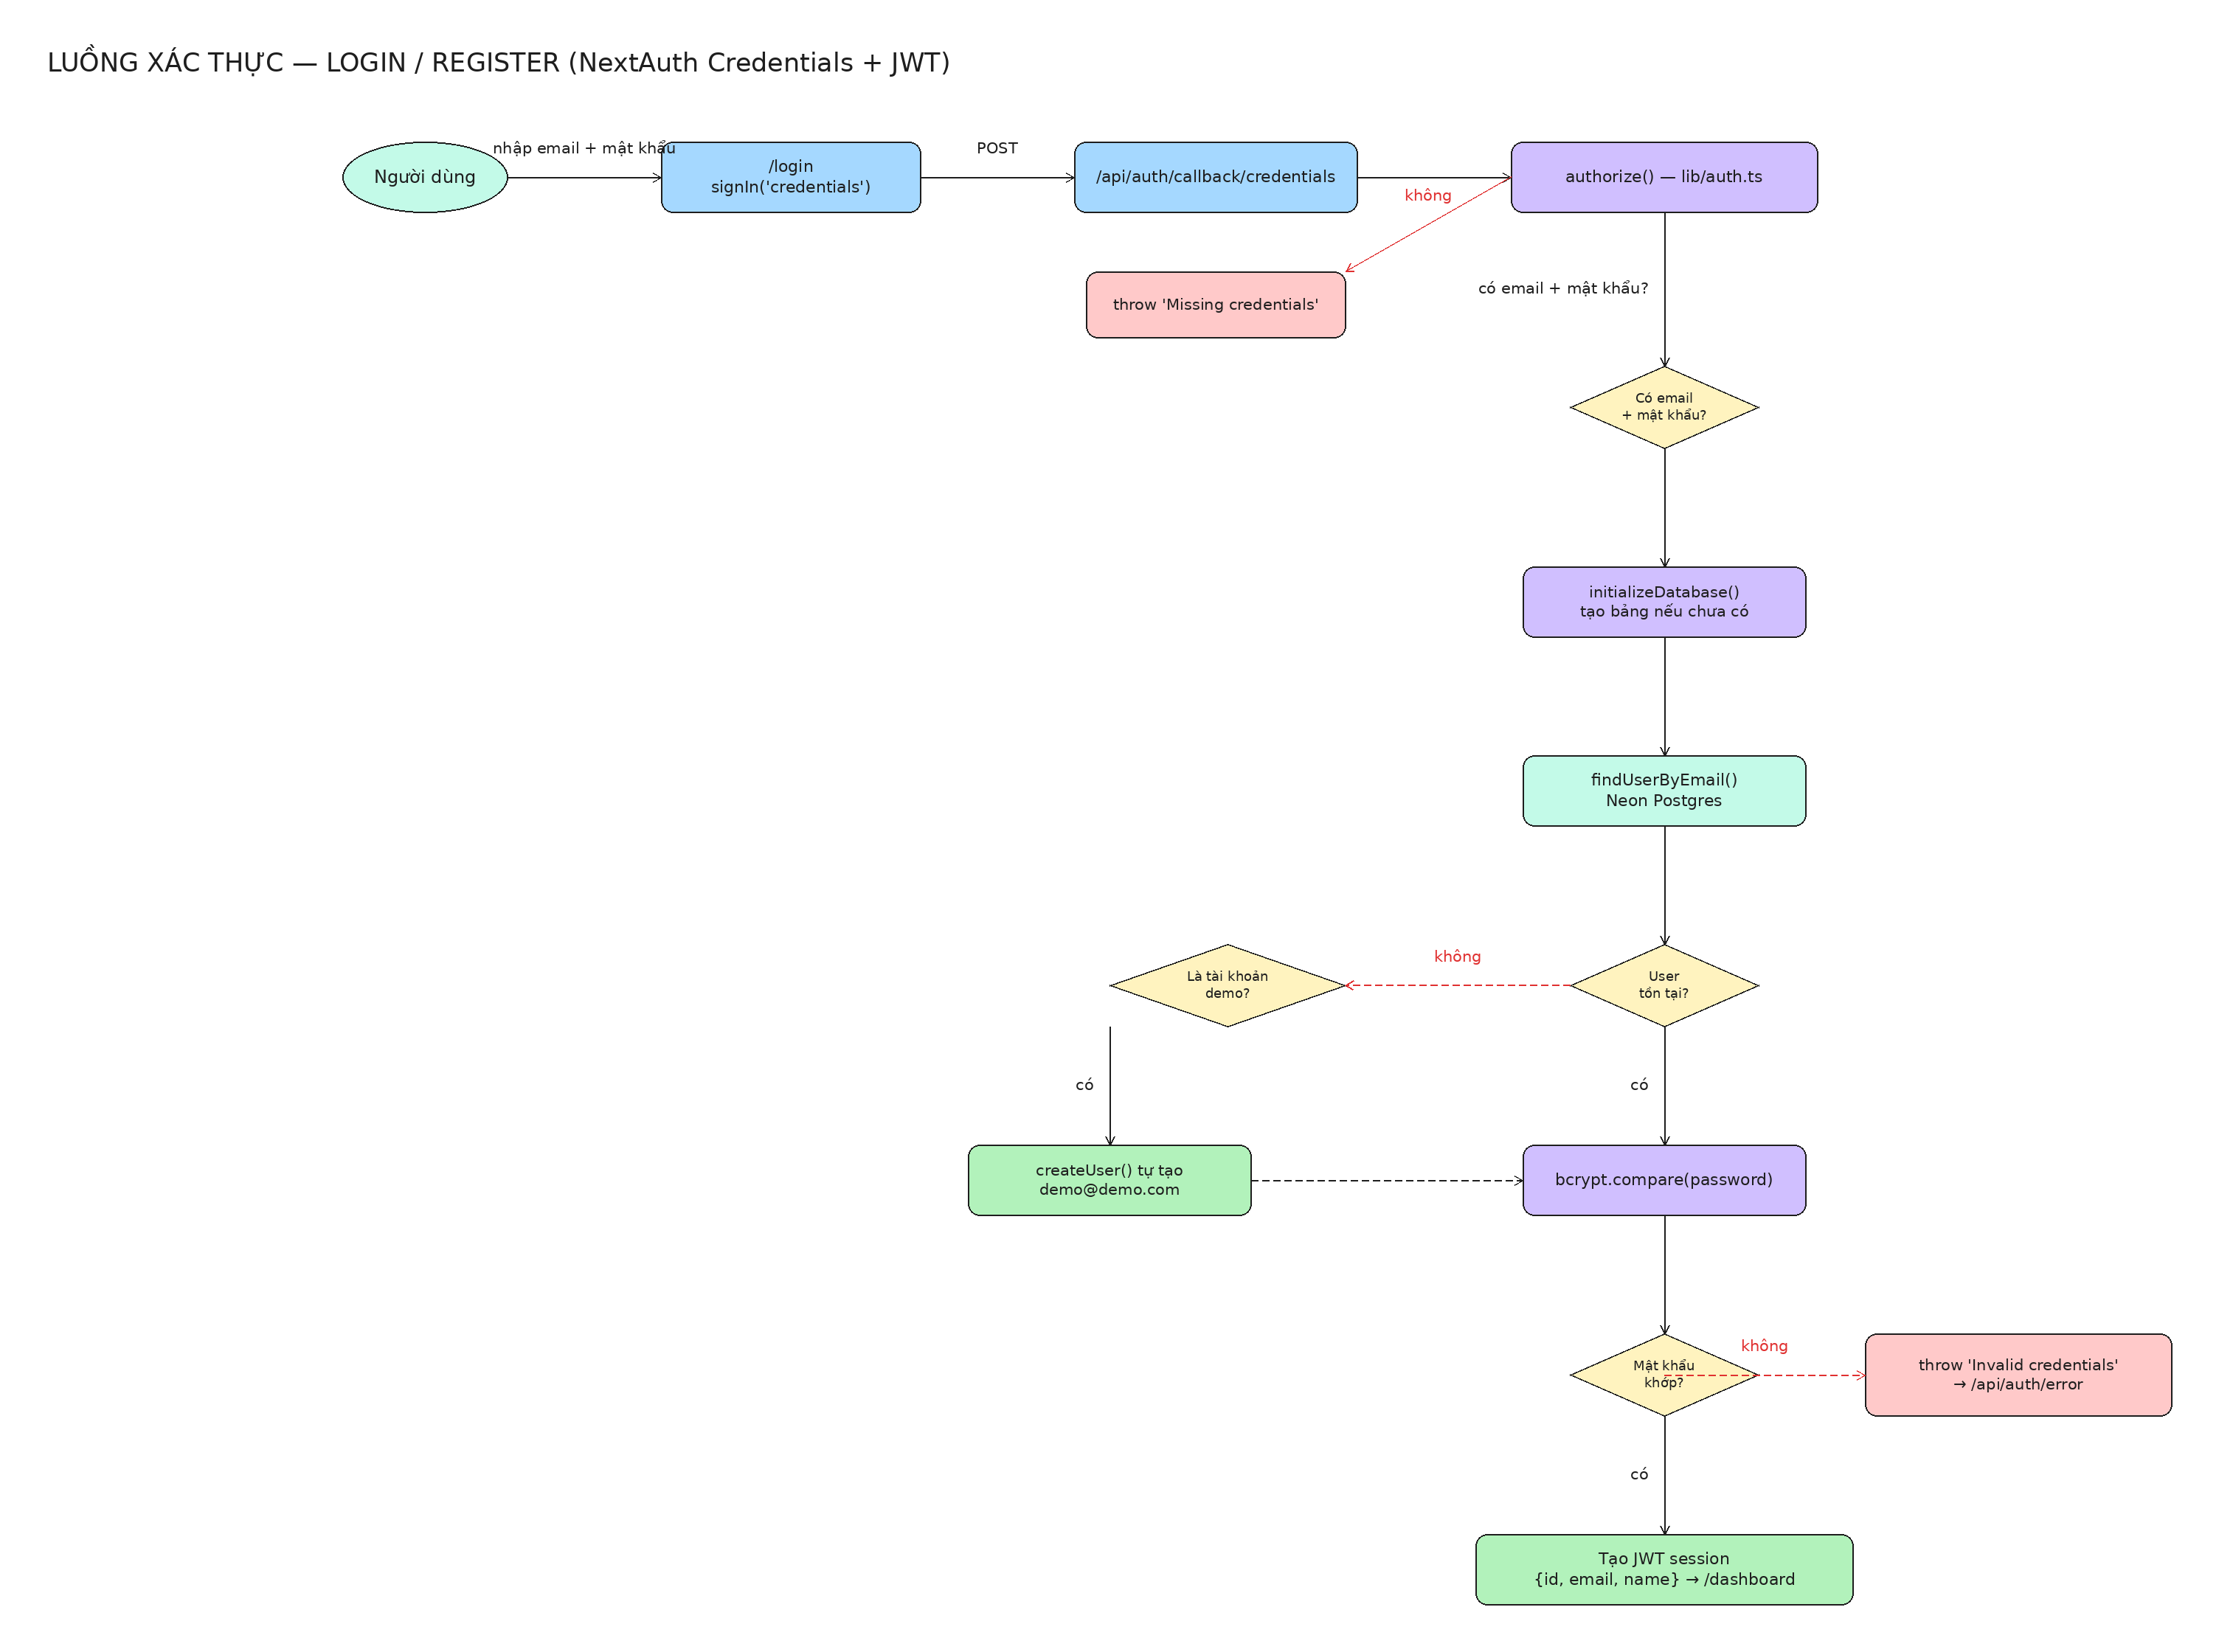 LUỒNG XÁC THỰC — LOGIN / REGISTER (NextAuth Credentials + JWT)
Người dùng
nhập email + mật khẩu
/login
signIn('credentials')
POST
/api/auth/callback/credentials
authorize() — lib/auth.ts
không
throw 'Missing credentials'
có email + mật khẩu?
Có email
+ mật khẩu?
initializeDatabase()
tạo bảng nếu chưa có
findUserByEmail()
Neon Postgres
User
tồn tại?
không
Là tài khoản
demo?
có
có
createUser() tự tạo
demo@demo.com
bcrypt.compare(password)
Mật khẩu
khớp?
không
throw 'Invalid credentials'
→ /api/auth/error
có
Tạo JWT session
{id, email, name} → /dashboard